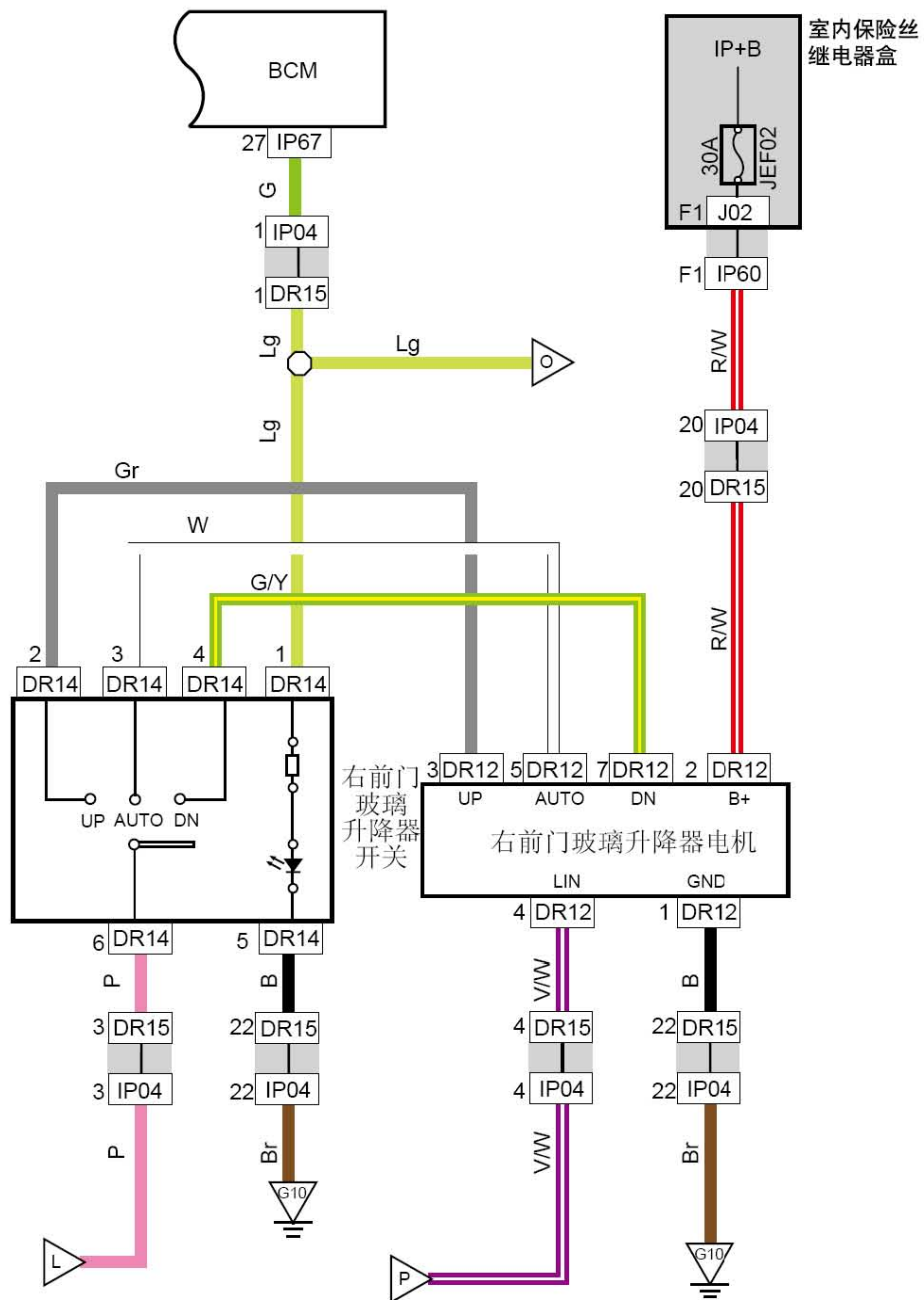 BCM
27 IP67
G
1 IP04
1 DR15
Lg
Lg
O
Lg
室内保险丝
继电器盒
IP+B
30A
JEF02
F1 J02
F1 IP60
R/W
20 IP04
20 DR15
R/W
Gr
W
G/Y
2 3 4 1
DR14 DR14 DR14 DR14
UP AUTO DN
右前门
玻璃
升降器
开关
3 DR12 5 DR12 7 DR12 2 DR12
UP AUTO DN B+
右前门玻璃升降器电机
LIN GND
6 DR14 5 DR14
4 DR12 1 DR12
P B V/W B
3 DR15 22 DR15 4 DR15 22 DR15
3 IP04 22 IP04 4 IP04 22 IP04
P Br V/W Br
G10
L
P
G10